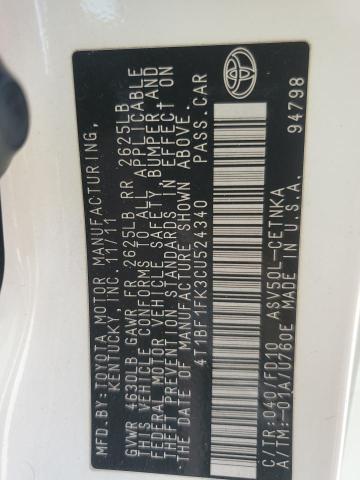 MFD.BY:TOYOTA MOTOR MANUFACTURING,
KENTUCKY, INC. 11/11
GVWR 4630LB GAWR FR 2625LB RR 2625LB
THIS VEHICLE CONFORMS TO ALL APPLICABLE
FEDERAL MOTOR VEHICLE SAFETY, BUMPER AND
THEFT PREVENTION STANDARDS IN EFFECT ON
THE DATE OF MANUFACTURE SHOWN ABOVE.
4T1BF1FK3CU524340 PASS.CAR
C/TR:040/FD10 ASV50L-CETNKA
A/TM:-01A/U760E MADE IN U.S.A.
94798